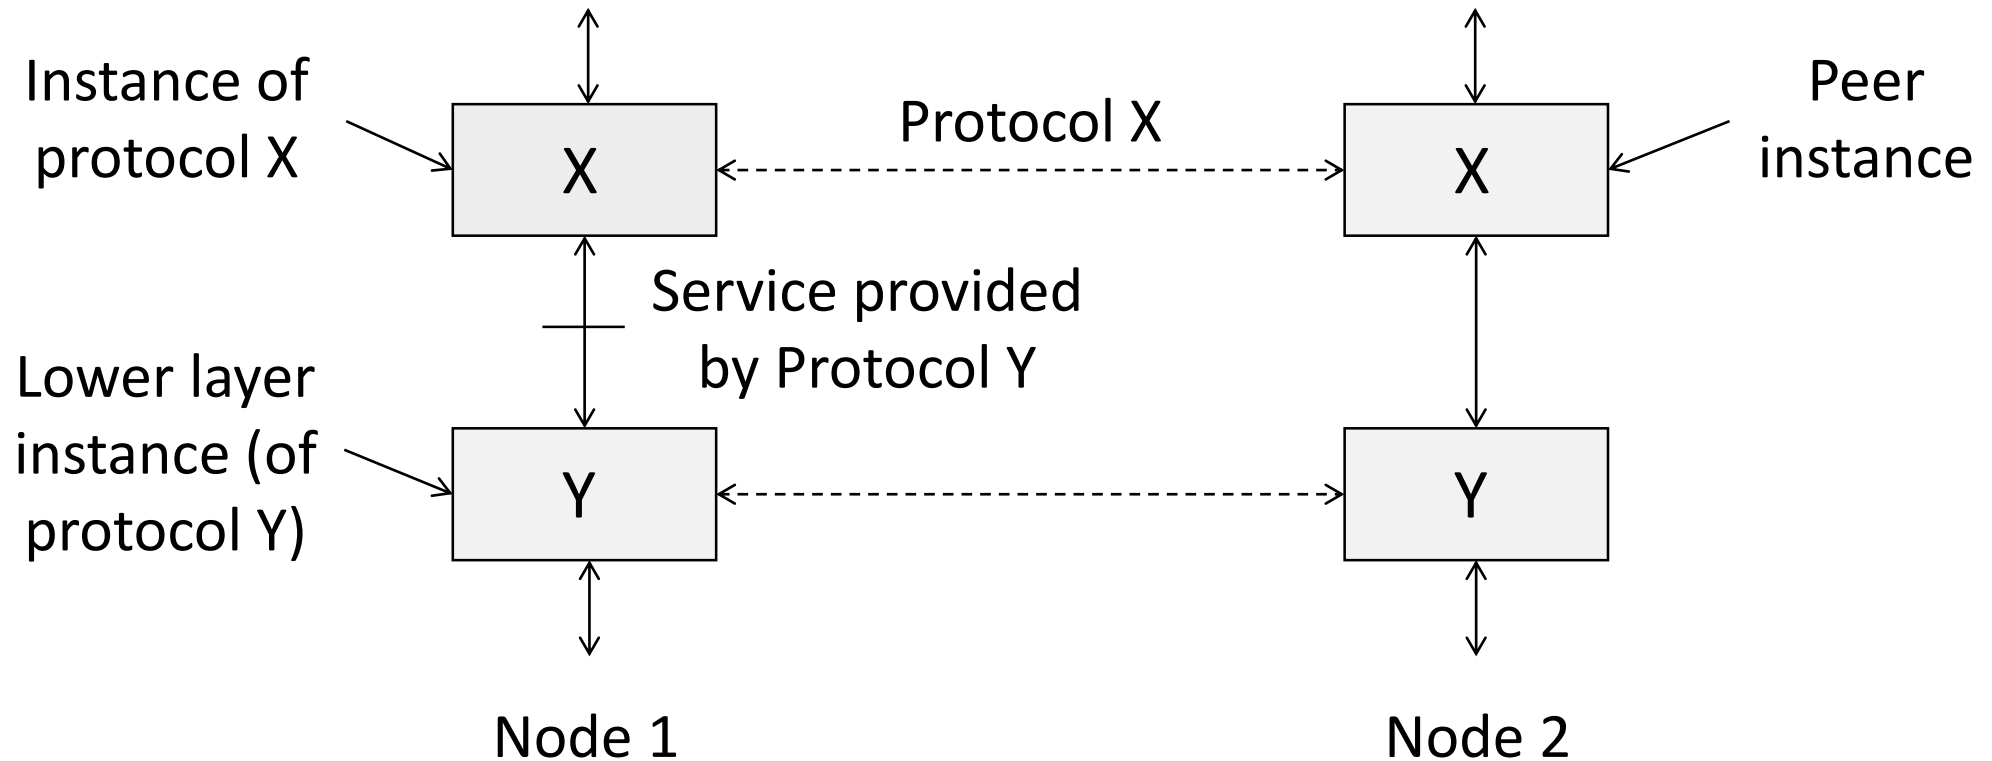 Instance of
protocol X
X
Protocol X
X
Peer
instance
Service provided
by Protocol Y
Lower layer
instance (of
protocol Y)
Y
Y
Node 1
Node 2